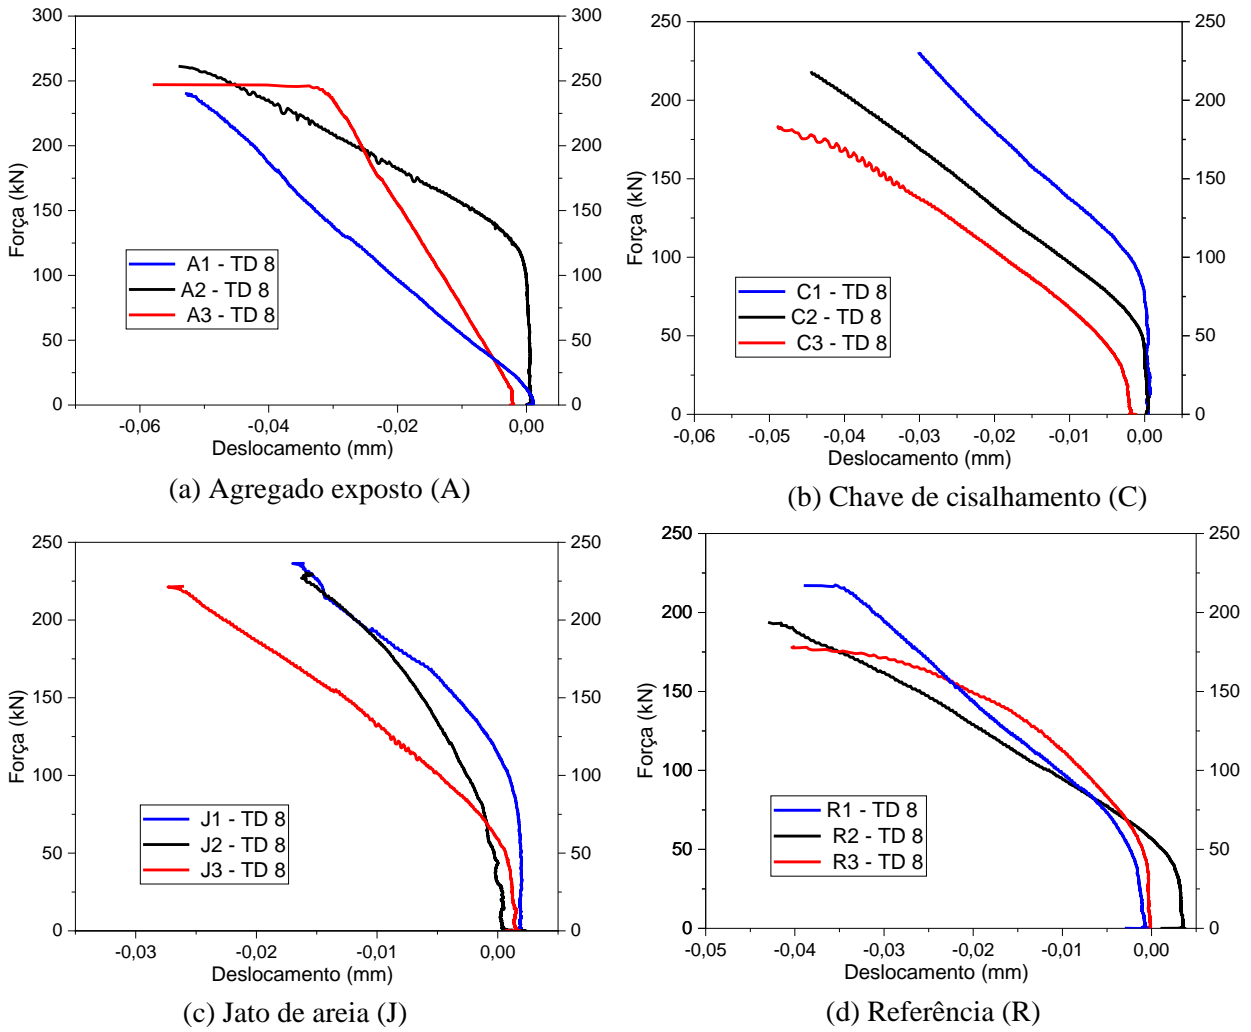 300
250
200
150
100
50
0
Força (kN)
300
250
200
150
100
50
0
A1 - TD 8
A2 - TD 8
A3 - TD 8
-0,06
-0,04
-0,02
0,00
Deslocamento (mm)
(a) Agregado exposto (A)
250
200
150
100
50
0
Força (kN)
250
200
150
100
50
0
C1 - TD 8
C2 - TD 8
C3 - TD 8
-0,06
-0,05
-0,04
-0,03
-0,02
-0,01
0,00
Deslocamento (mm)
(b) Chave de cisalhamento (C)
250
200
150
100
50
0
Força (kN)
250
200
150
100
50
0
J1 - TD 8
J2 - TD 8
J3 - TD 8
-0,03
-0,02
-0,01
0,00
Deslocamento (mm)
(c) Jato de areia (J)
250
200
150
100
50
0
Força (kN)
250
200
150
100
50
0
R1 - TD 8
R2 - TD 8
R3 - TD 8
-0,05
-0,04
-0,03
-0,02
-0,01
0,00
Deslocamento (mm)
(d) Referência (R)